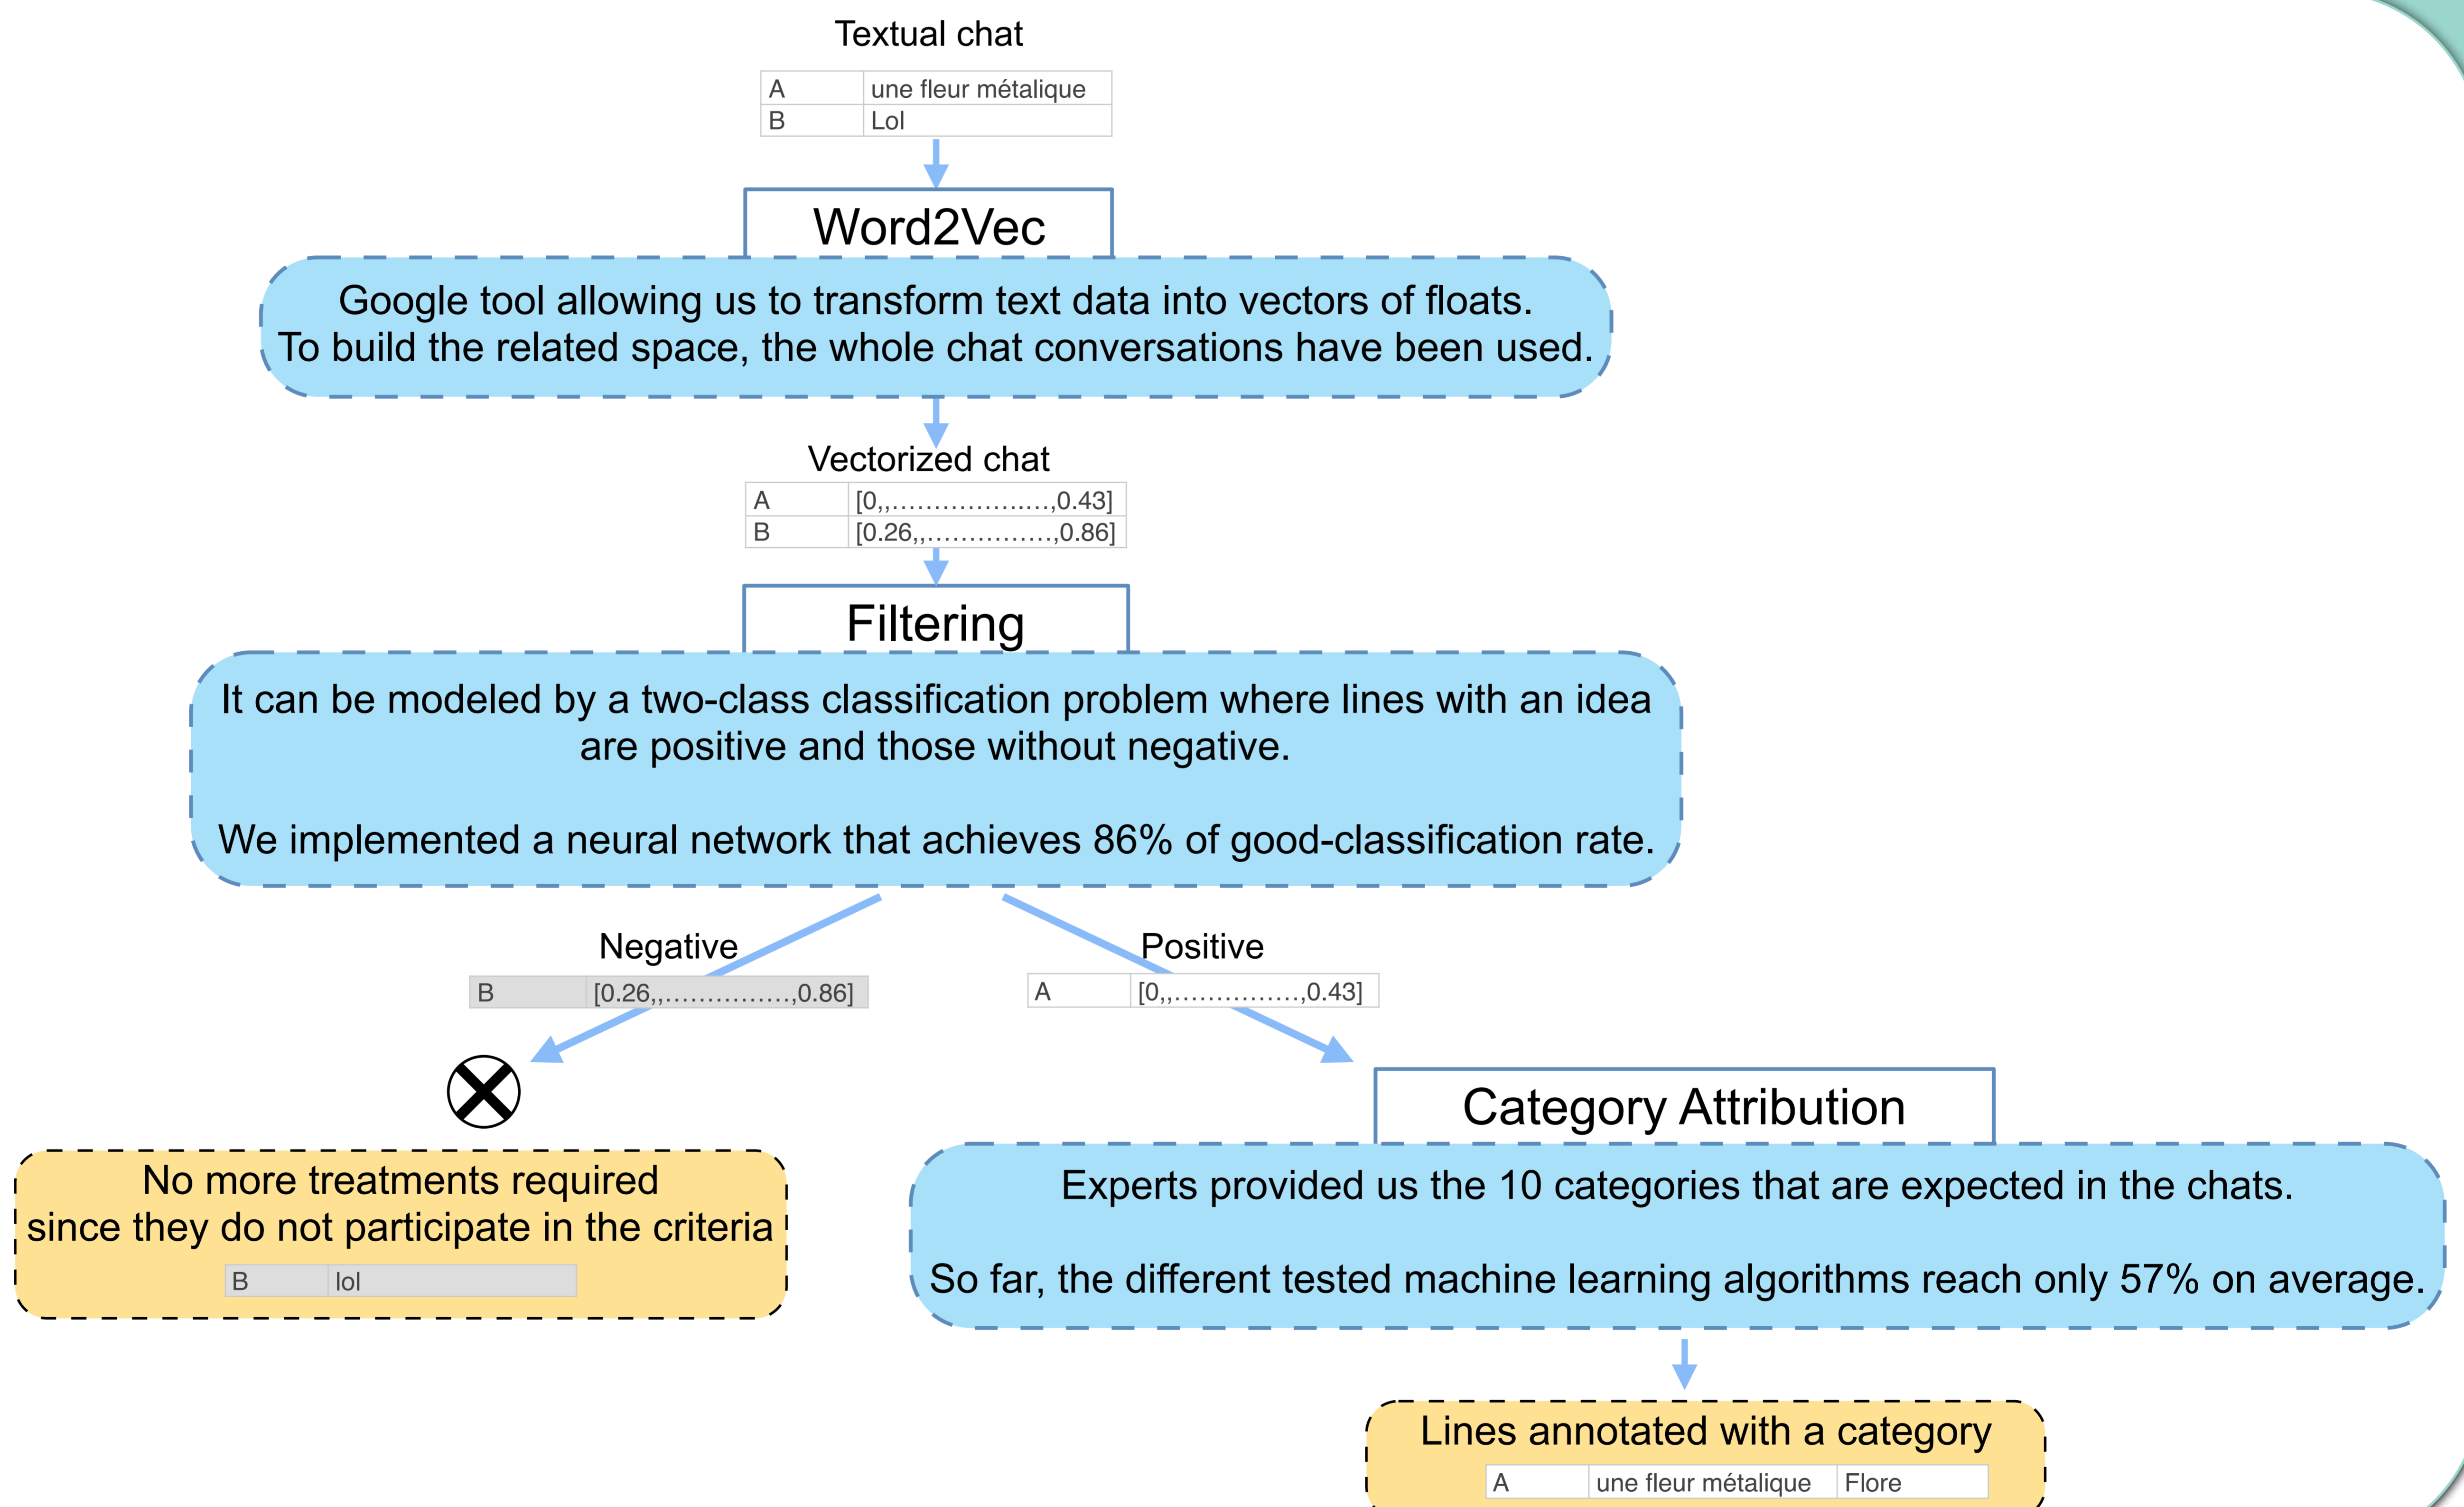 Textual chat
A une fleur métalique
B Lol
Word2Vec
Google tool allowing us to transform text data into vectors of floats.
To build the related space, the whole chat conversations have been used.
Vectorized chat
A [0,,………………..…,0.43]
B [0.26,,……………,0.86]
Filtering
It can be modeled by a two-class classification problem where lines with an idea
are positive and those without negative.
We implemented a neural network that achieves 86% of good-classification rate.
Negative
B [0.26,,……………,0.86]
Positive
A [0,,……………,0.43]
Category Attribution
No more treatments required
since they do not participate in the criteria
B lol
Experts provided us the 10 categories that are expected in the chats.
So far, the different tested machine learning algorithms reach only 57% on average.
Lines annotated with a category
A une fleur métalique Flore